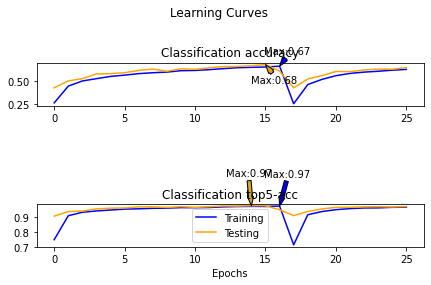 Learning Curves
Max:0.67
Classification accuracy
0.50
0.25
Max:0.68
0 5 10 15 20 25
Max:0.97 Max:0.97
Classification top5-acc
0.9
0.8
0.7
Training
Testing
0 5 10 15 20 25
Epochs